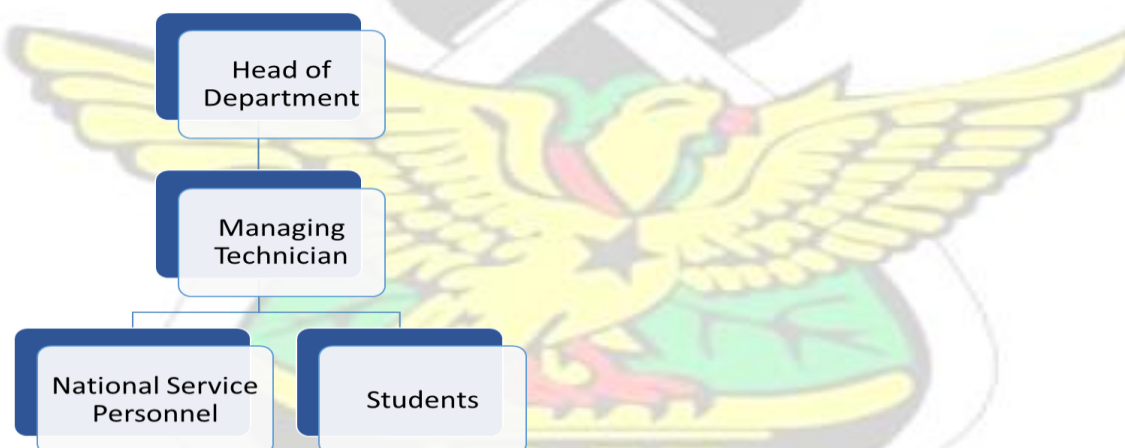 Head of
Department
Managing
Technician
National Service
Personnel
Students